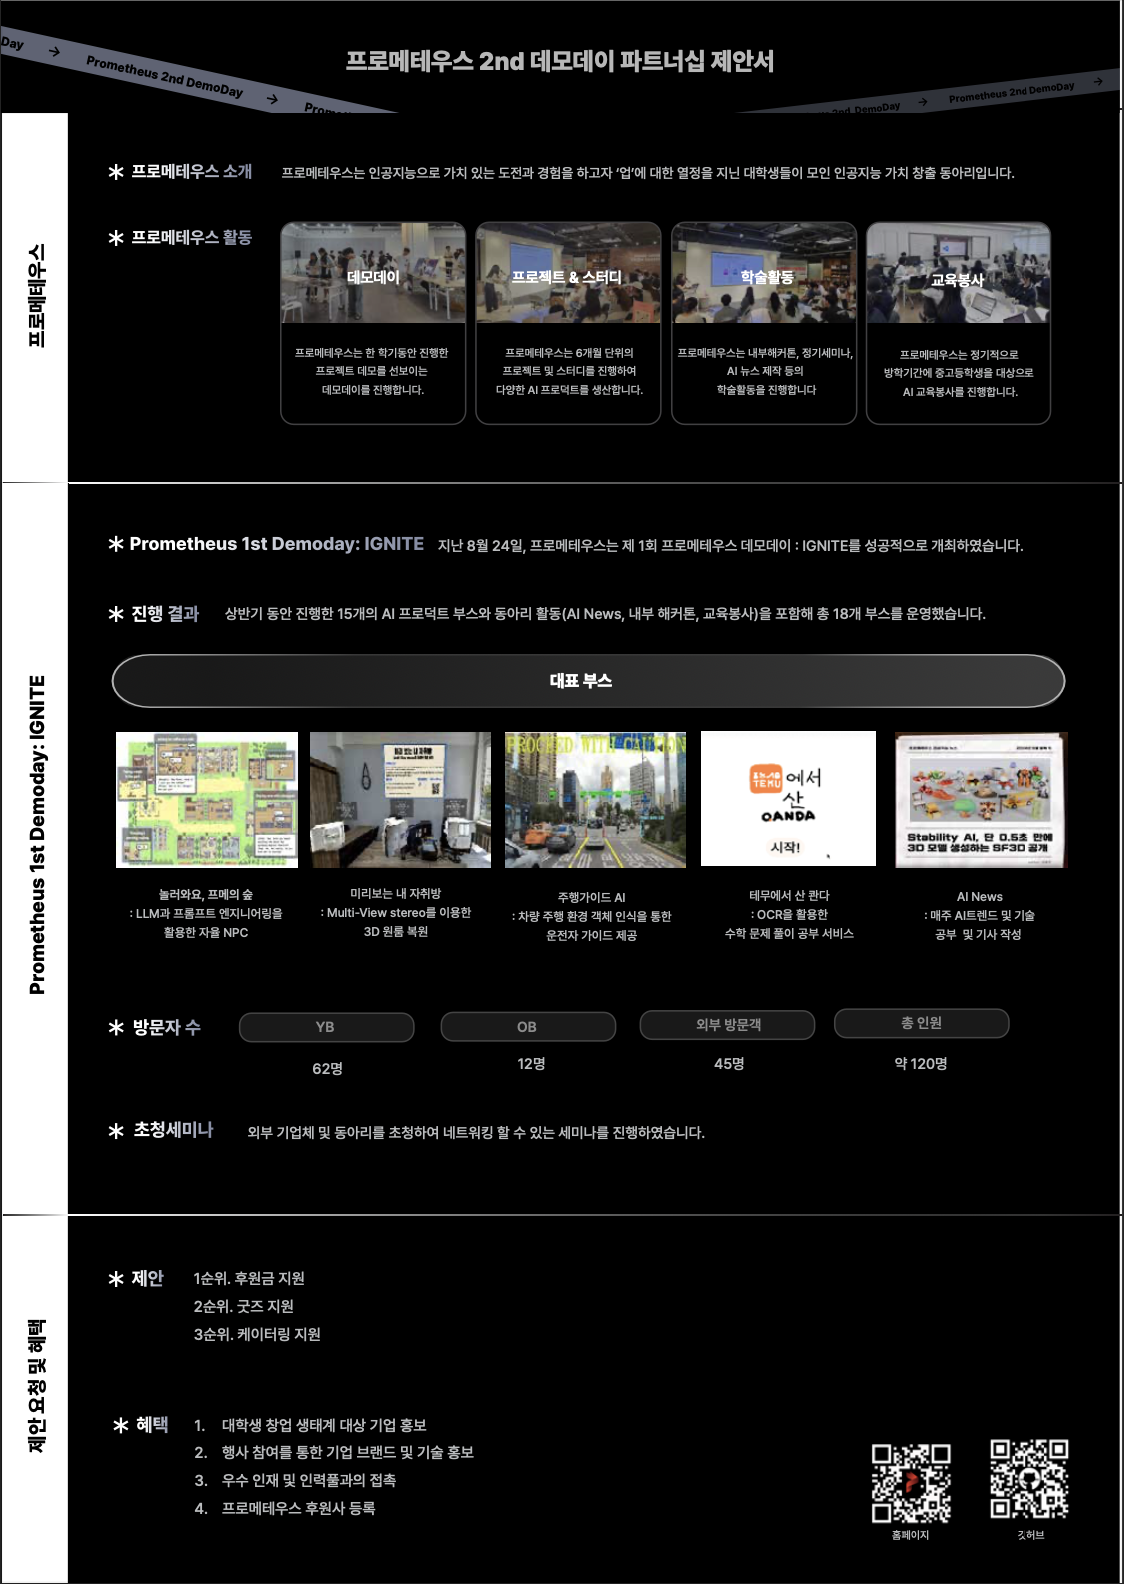 Day → Prometheus 2nd DemoDay →
프로메테우스 2nd 데모데이 파트너십 제안서
2nd DemoDay → Prometheus 2nd DemoDay →
프로메테우스
프로메테우스 소개
프로메테우스는 인공지능으로 가치 있는 도전과 경험을 하고자 ‘업’에 대한 열정을 지닌 대학생들이 모인 인공지능 가치 창출 동아리입니다.
프로메테우스 활동
데모데이
프로메테우스는 한 학기동안 진행한
프로젝트 데모를 선보이는
데모데이를 진행합니다.
프로젝트 & 스터디
프로메테우스는 6개월 단위의
프로젝트 및 스터디를 진행하여
다양한 AI 프로덕트를 생산합니다.
학술활동
프로메테우스는 내부해커톤, 정기세미나,
AI 뉴스 제작 등의
학술활동을 진행합니다
교육봉사
프로메테우스는 정기적으로
방학기간에 중고등학생을 대상으로
AI 교육봉사를 진행합니다.
Prometheus 1st Demoday: IGNITE
Prometheus 1st Demoday: IGNITE
지난 8월 24일, 프로메테우스는 제 1회 프로메테우스 데모데이 : IGNITE를 성공적으로 개최하였습니다.
진행 결과
상반기 동안 진행한 15개의 AI 프로덕트 부스와 동아리 활동(AI News, 내부 해커톤, 교육봉사)을 포함해 총 18개 부스를 운영했습니다.
대표 부스
미리 보는 내 자취방
PROCEED WITH CAUTION
TEMU
에서
산
QANDA
시작!
Stability AI, 단 0.5초 만에
3D 모델 생성하는 SF3D 공개
놀러와요, 프메의 숲
: LLM과 프롬프트 엔지니어링을
활용한 자율 NPC
미리보는 내 자취방
: Multi-View stereo를 이용한
3D 원룸 복원
주행가이드 AI
: 차량 주행 환경 객체 인식을 통한
운전자 가이드 제공
테무에서 산 콴다
: OCR을 활용한
수학 문제 풀이 공부 서비스
AI News
: 매주 AI트렌드 및 기술
공부 및 기사 작성
방문자 수
YB
62명
OB
12명
외부 방문객
45명
총 인원
약 120명
초청세미나
외부 기업체 및 동아리를 초청하여 네트워킹 할 수 있는 세미나를 진행하였습니다.
제안 요청 및 혜택
제안
1순위. 후원금 지원
2순위. 굿즈 지원
3순위. 케이터링 지원
혜택
1. 대학생 창업 생태계 대상 기업 홍보
2. 행사 참여를 통한 기업 브랜드 및 기술 홍보
3. 우수 인재 및 인력풀과의 접촉
4. 프로메테우스 후원사 등록
홈페이지
깃허브